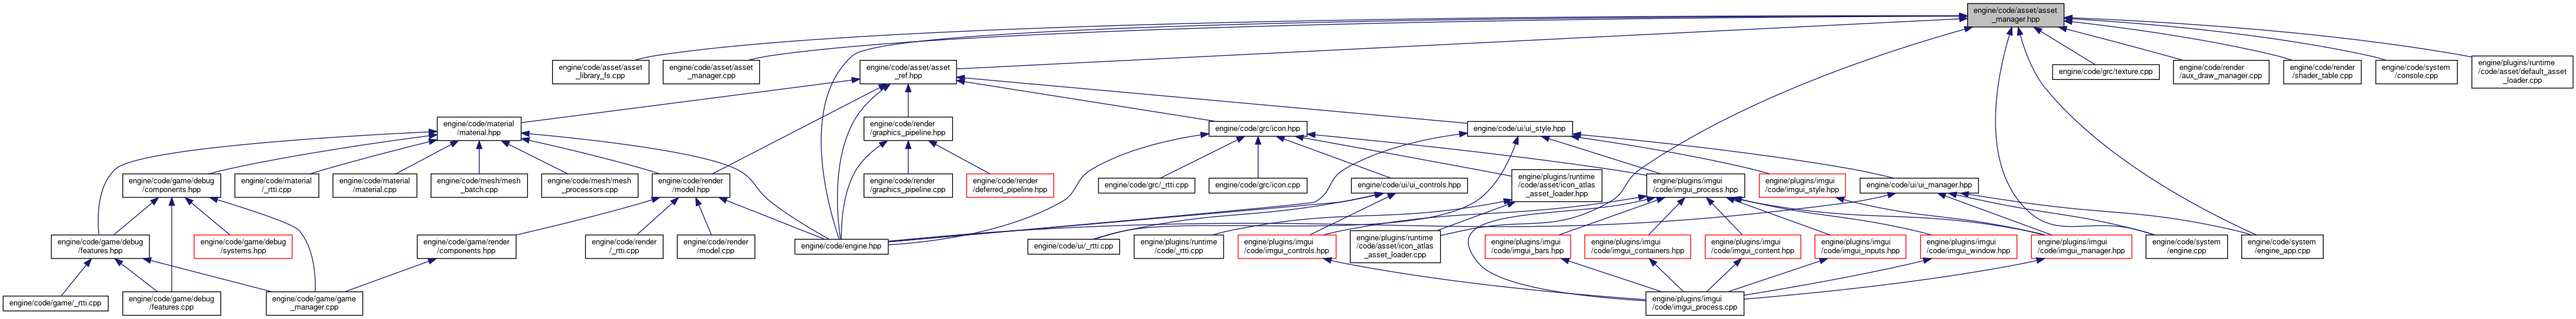 engine/code/asset/asset
_manager.hpp
engine/code/asset/asset
_library_fs.cpp
engine/code/asset/asset
_manager.cpp
engine/code/asset/asset
_ref.hpp
engine/code/grc/texture.cpp
engine/code/render
/aux_draw_manager.cpp
engine/code/render
/shader_table.cpp
engine/code/system
/console.cpp
engine/plugins/runtime
/code/asset/default_asset
_loader.cpp
engine/code/material
/material.hpp
engine/code/render
/graphics_pipeline.hpp
engine/code/grc/icon.hpp
engine/code/ui/ui_style.hpp
engine/code/game/debug
/components.hpp
engine/code/material
/_rtti.cpp
engine/code/material
/material.cpp
engine/code/mesh/mesh
_batch.cpp
engine/code/mesh/mesh
_processors.cpp
engine/code/render
/model.hpp
engine/code/render
/graphics_pipeline.cpp
engine/code/render
/deferred_pipeline.hpp
engine/code/grc/_rtti.cpp
engine/code/grc/icon.cpp
engine/code/ui/ui_controls.hpp
engine/plugins/runtime
/code/asset/icon_atlas
_asset_loader.hpp
engine/plugins/imgui
/code/imgui_process.hpp
engine/plugins/imgui
/code/imgui_style.hpp
engine/code/ui/ui_manager.hpp
engine/code/game/debug
/features.hpp
engine/code/game/debug
/systems.hpp
engine/code/game/render
/components.hpp
engine/code/render
/_rtti.cpp
engine/code/render
/model.cpp
engine/code/engine.hpp
engine/code/ui/_rtti.cpp
engine/plugins/runtime
/code/_rtti.cpp
engine/plugins/imgui
/code/imgui_controls.hpp
engine/plugins/runtime
/code/asset/icon_atlas
_asset_loader.cpp
engine/plugins/imgui
/code/imgui_bars.hpp
engine/plugins/imgui
/code/imgui_containers.hpp
engine/plugins/imgui
/code/imgui_content.hpp
engine/plugins/imgui
/code/imgui_inputs.hpp
engine/plugins/imgui
/code/imgui_window.hpp
engine/plugins/imgui
/code/imgui_manager.hpp
engine/code/system
/engine.cpp
engine/code/system
/engine_app.cpp
engine/code/game/_rtti.cpp
engine/code/game/debug
/features.cpp
engine/code/game/game
_manager.cpp
engine/plugins/imgui
/code/imgui_process.cpp